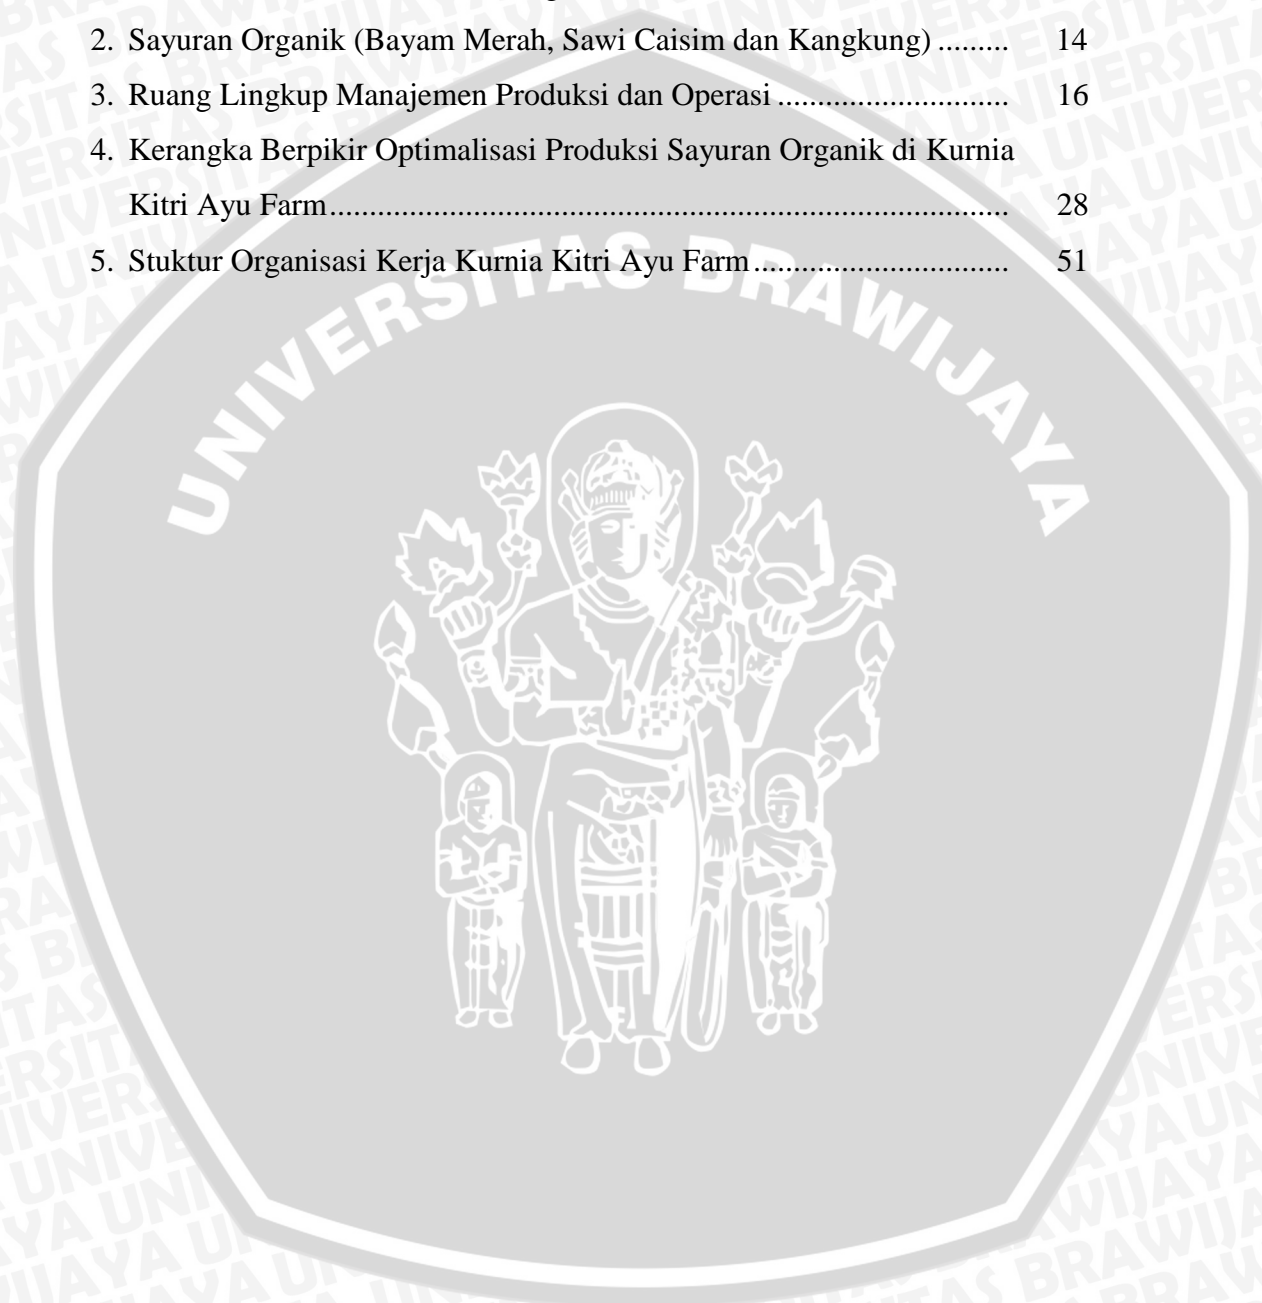 2. Sayuran Organik (Bayam Merah, Sawi Caisim dan Kangkung) ......... 14
3. Ruang Lingkup Manajemen Produksi dan Operasi ............................. 16
4. Kerangka Berpikir Optimalisasi Produksi Sayuran Organik di Kurnia
Kitri Ayu Farm..................................................................................... 28
5. Stuktur Organisasi Kerja Kurnia Kitri Ayu Farm ................................ 51
UNIVERSITAS BRAWIJAYA